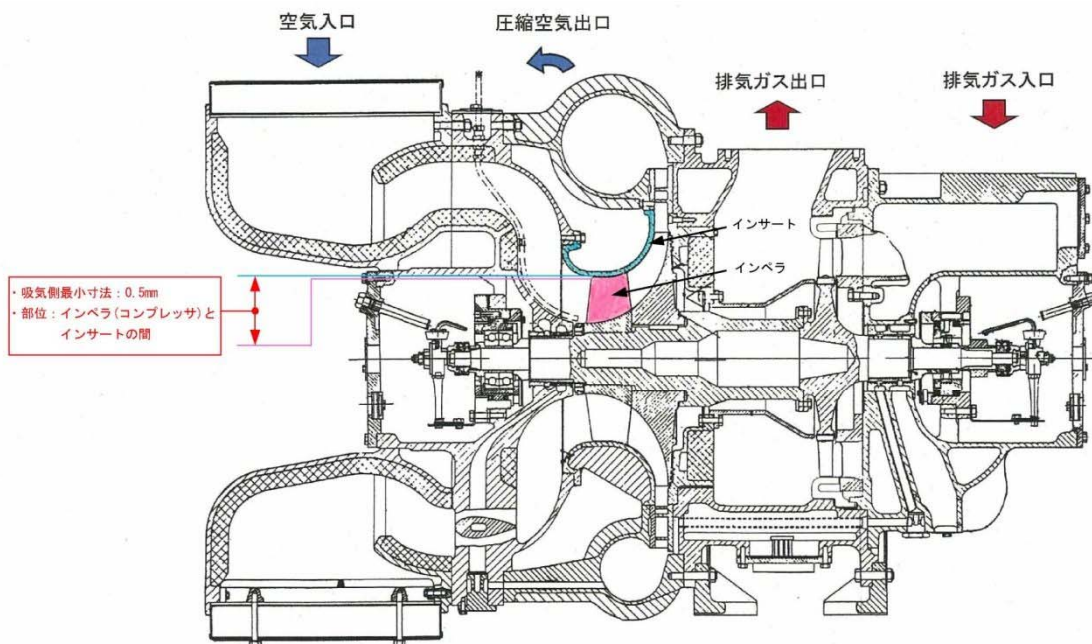 空気入口
圧縮空気出口
排気ガス出口
排気ガス入口
インサート
インペラ
・吸気側最小寸法：0.5mm
・部位：インペラ(コンプレッサ)と
インサートの間